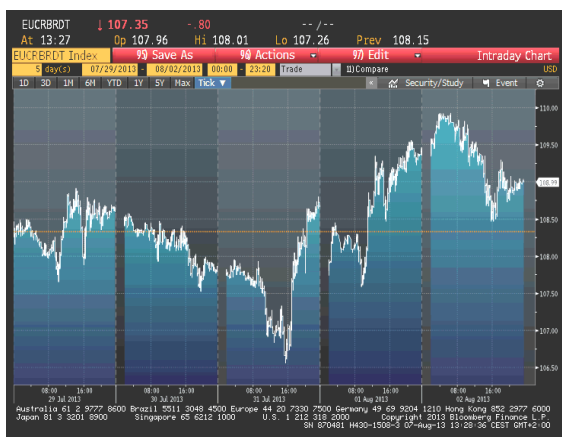 EUCRBRDT ↓ 107.35 -.80 --/--
At 13:27 Op 107.96 Hi 108.01 Lo 107.26 Prev 108.15
EUCRBRDT Index 95) Save As 96) Actions 97) Edit Intraday Chart
5 day(s) 07/29/2013 - 08/02/2013 00:00 - 23:20 Trade 11) Compare USD
1D 3D 1M 6M YTD 1Y 5Y Max Tick ▼ « Security/Study Event
110.00
109.50
108.99
108.50
108.00
107.50
107.00
106.50
08:00 16:00 08:00 16:00 08:00 16:00 08:00 16:00 08:00 16:00
29 Jul 2013 30 Jul 2013 31 Jul 2013 01 Aug 2013 02 Aug 2013
Australia 61 2 9777 8600 Brazil 5511 3048 4500 Europe 44 20 7330 7500 Germany 49 69 9204 1210 Hong Kong 852 2977 6000
Japan 81 3 3201 8900 Singapore 65 6212 1000 U.S. 1 212 318 2000 Copyright 2013 Bloomberg Finance L.P.
SN 870481 H430-1508-3 07-Aug-13 13:28:36 CEST GMT+2:00